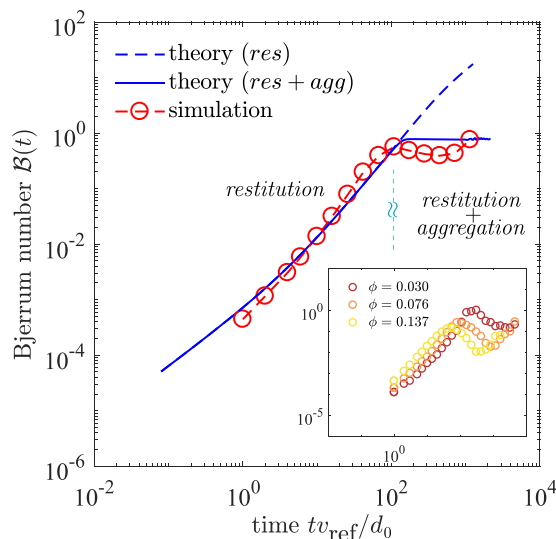 10^2
10^0
10^-2
10^-4
10^-6
Bjerrum number B(t)
theory (res)
theory (res + agg)
simulation
restitution
restitution
+
aggregation
ϕ = 0.030
ϕ = 0.076
ϕ = 0.137
10^0
10^-5
10^0
10^-2
10^0
10^2
10^4
time tv_ref/d_0